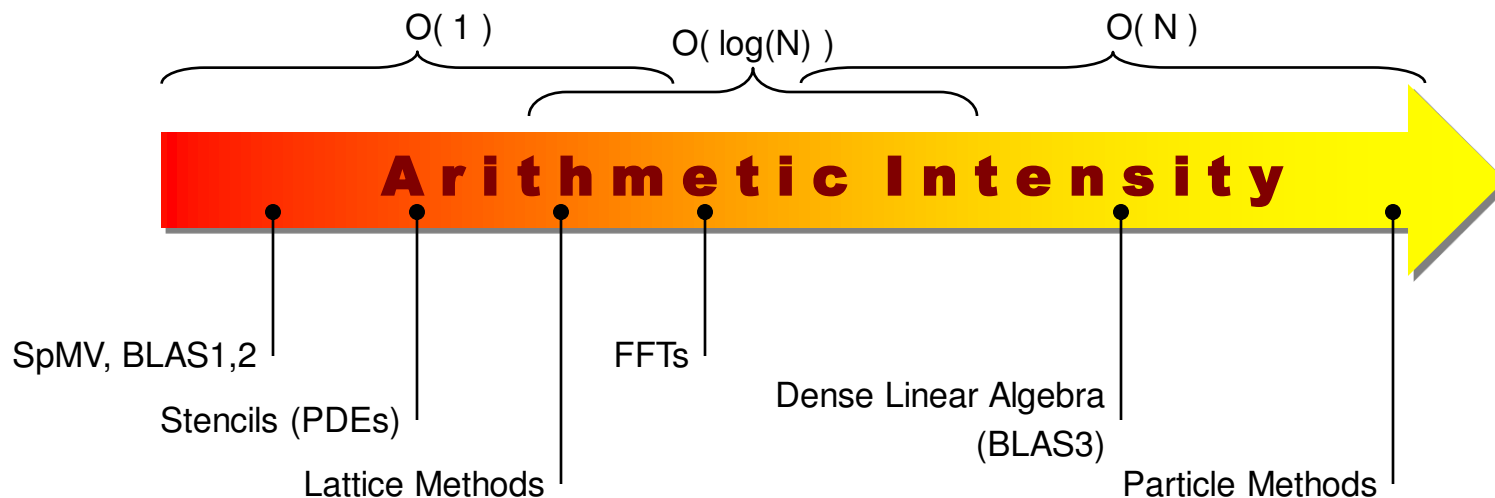 O( 1 )
O( log(N) )
O( N )
Arithmetic Intensity
SpMV, BLAS1,2
FFTs
Stencils (PDEs)
Dense Linear Algebra
(BLAS3)
Lattice Methods
Particle Methods